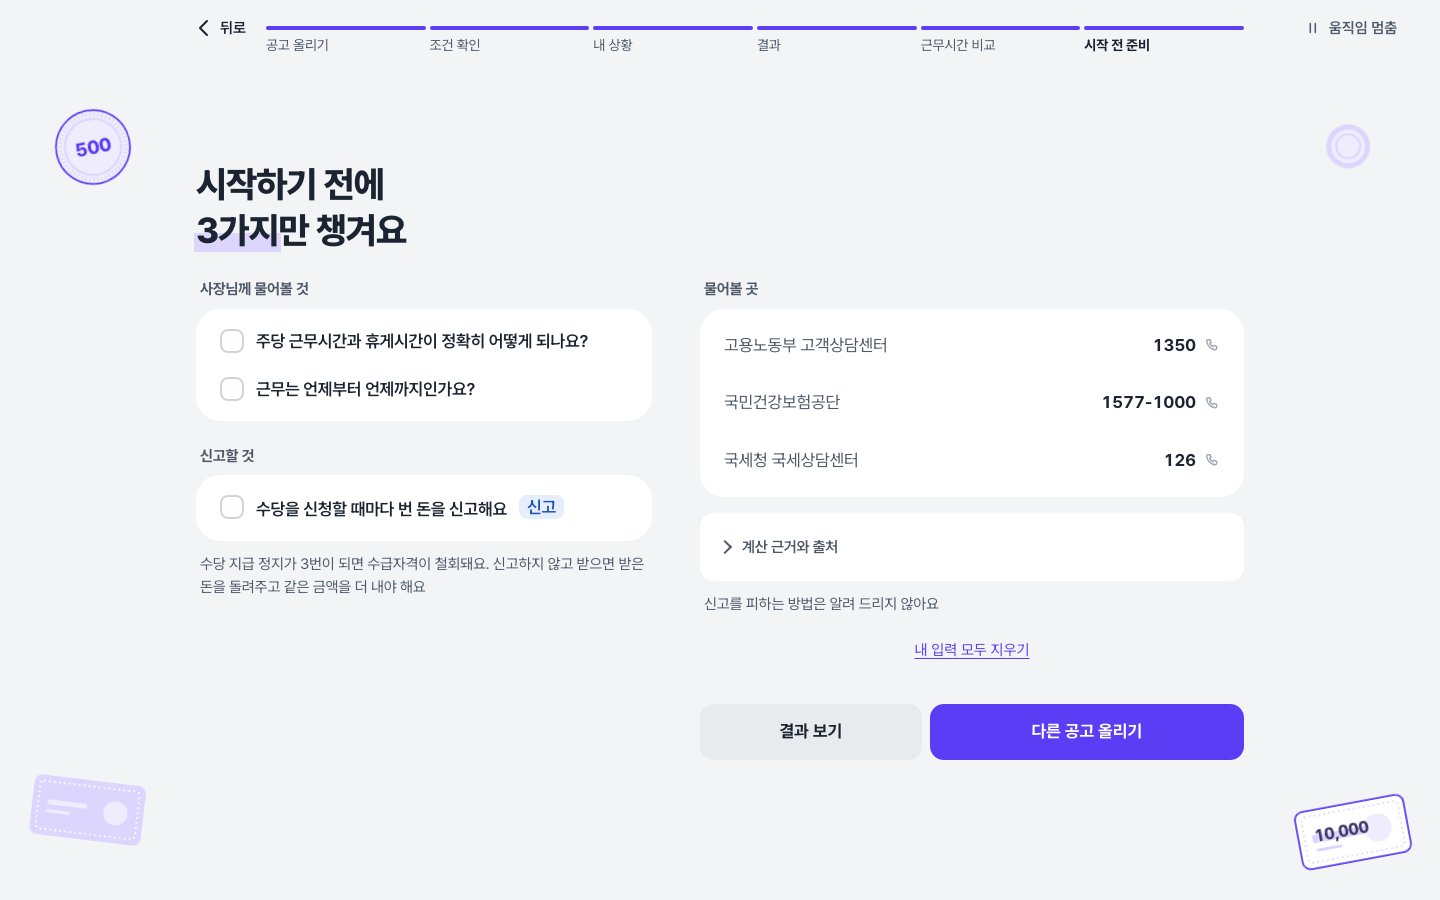 뒤로
공고 올리기
조건 확인
내 상황
결과
근무시간 비교
시작 전 준비
움직임 멈춤
500
시작하기 전에
3가지만 챙겨요
사장님께 물어볼 것
주당 근무시간과 휴게시간이 정확히 어떻게 되나요?
근무는 언제부터 언제까지인가요?
신고할 것
수당을 신청할 때마다 번 돈을 신고해요 신고
수당 지급 정지가 3번이 되면 수급자격이 철회돼요. 신고하지 않고 받으면 받은
돈을 돌려주고 같은 금액을 더 내야 해요
물어볼 곳
고용노동부 고객상담센터 1350
국민건강보험공단 1577-1000
국세청 국세상담센터 126
계산 근거와 출처
신고를 피하는 방법은 알려 드리지 않아요
내 입력 모두 지우기
결과 보기
다른 공고 올리기
10,000